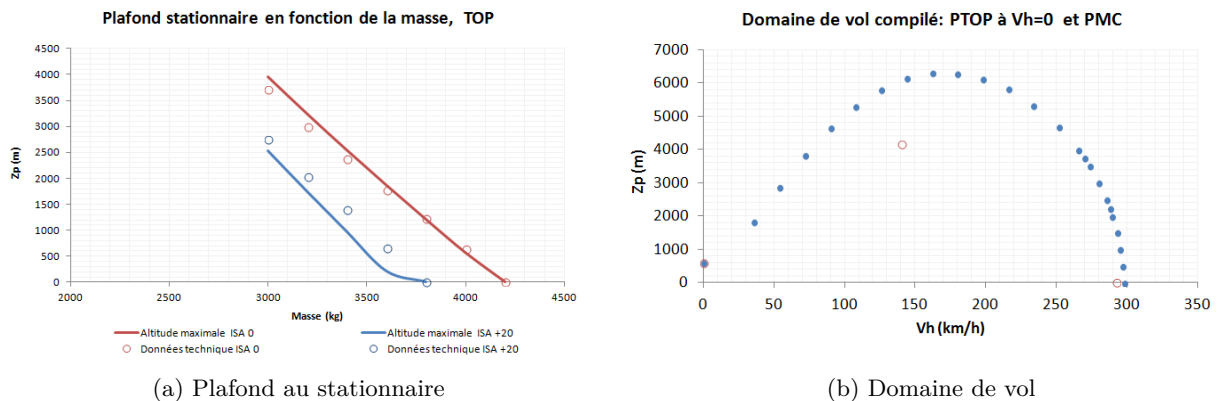 Plafond stationnaire en fonction de la masse, TOP
4500
4000
3500
3000
2500
2000
1500
1000
500
0
Zp (m)
2000
2500
3000
3500
4000
4500
Masse (kg)
Altitude maximale ISA 0
Altitude maximale ISA +20
Données technique ISA 0
Données technique ISA +20
(a) Plafond au stationnaire
Domaine de vol compilé: PTOP à Vh=0 et PMC
7000
6000
5000
4000
3000
2000
1000
0
Zp (m)
0
50
100
150
200
250
300
350
Vh (km/h)
(b) Domaine de vol